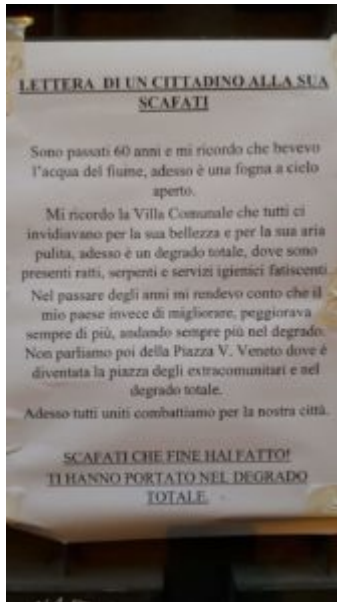 LETTERA DI UN CITTADINO ALLA SUA
SCAFATI
Sono passati 60 anni e mi ricordo che bevevo
l'acqua del fiume, adesso è una fogna a cielo
aperto.
Mi ricordo la Villa Comunale che tutti ci
invidiavano per la sua bellezza e per la sua aria
pulita, adesso è un degrado totale, dove sono
presenti ratti, serpenti e servizi igienici fatiscenti
Nel passare degli anni mi rendevo conto che il
mio paese invece di migliorare, peggiorava
sempre di più, andando sempre più nel degrado.
Non parliamo poi della Piazza V. Veneto dove è
diventata la piazza degli extracomunitari e nel
degrado totale.
Adesso tutti uniti combattiamo per la nostra città.
SCAFATI CHE FINE HAI FATTO!
TI HANNO PORTATO NEL DEGRADO
TOTALE.